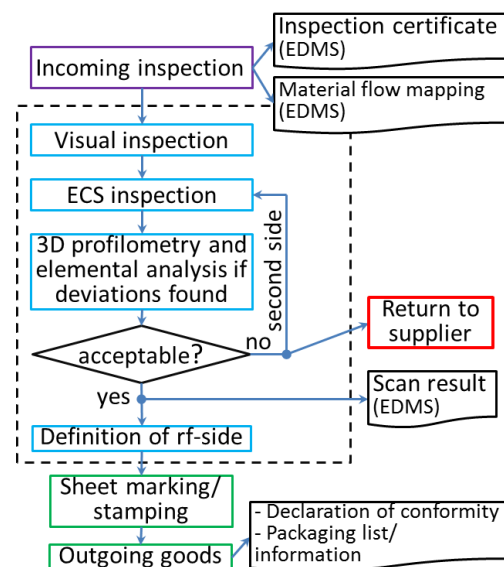 Inspection certificate
(EDMS)
Incoming inspection
Material flow mapping
(EDMS)
Visual inspection
ECS inspection
3D profilometry and
elemental analysis if
deviations found
second side
Return to
supplier
acceptable?
no
Scan result
(EDMS)
yes
Definition of rf-side
Sheet marking/
stamping
- Declaration of conformity
- Packaging list/
information
Outgoing goods